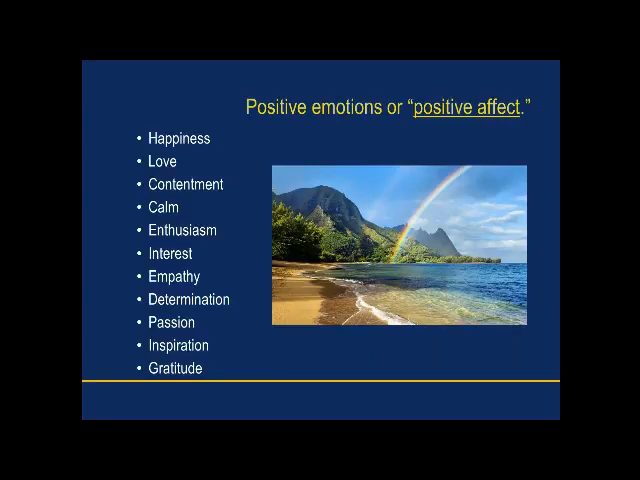 Positive emotions or “positive affect.”
• Happiness
• Love
• Contentment
• Calm
• Enthusiasm
• Interest
• Empathy
• Determination
• Passion
• Inspiration
• Gratitude